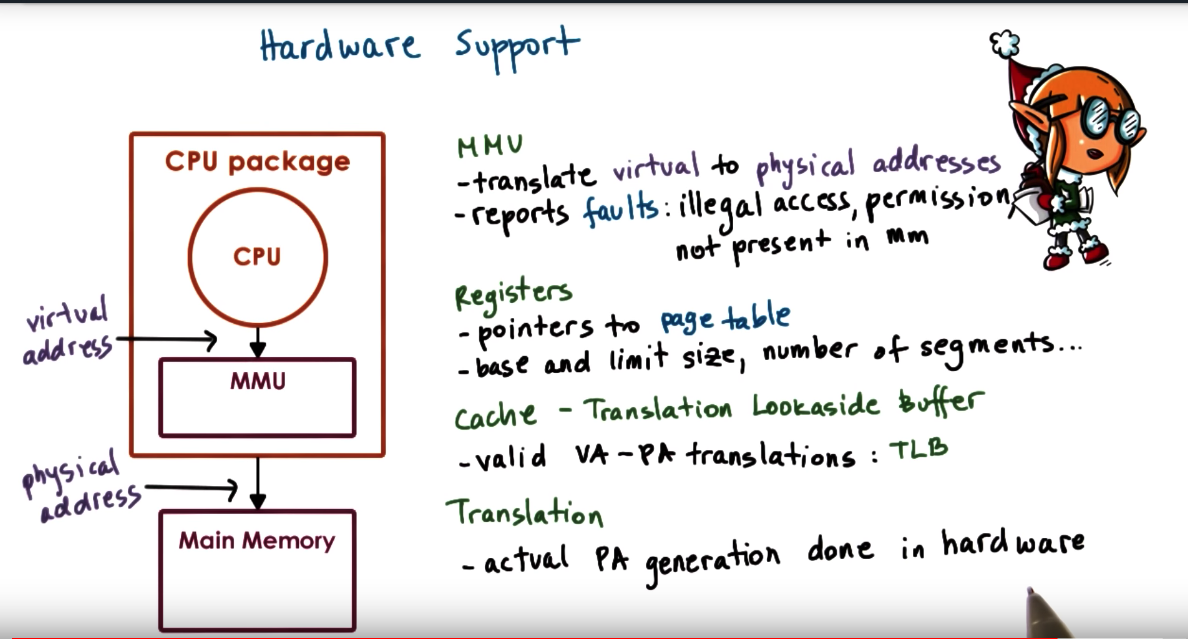 Hardware Support
CPU package
CPU
virtual
address
MMU
physical
address
Main Memory
MMU
-translate virtual to physical addresses
-reports faults: illegal access, permission,
not present in mm
Registers
- pointers to page table
- base and limit size, number of segments...
Cache - Translation Lookaside Buffer
-valid VA-PA translations: TLB
Translation
- actual PA generation done in hardware